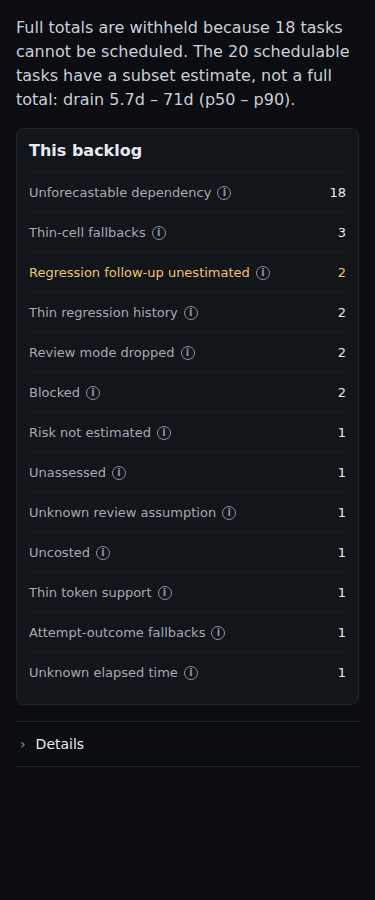 Full totals are withheld because 18 tasks
cannot be scheduled. The 20 schedulable
tasks have a subset estimate, not a full
total: drain 5.7d – 71d (p50 – p90).
This backlog
Unforecastable dependency i 18
Thin-cell fallbacks i 3
Regression follow-up unestimated i 2
Thin regression history i 2
Review mode dropped i 2
Blocked i 2
Risk not estimated i 1
Unassessed i 1
Unknown review assumption i 1
Uncosted i 1
Thin token support i 1
Attempt-outcome fallbacks i 1
Unknown elapsed time i 1
› Details